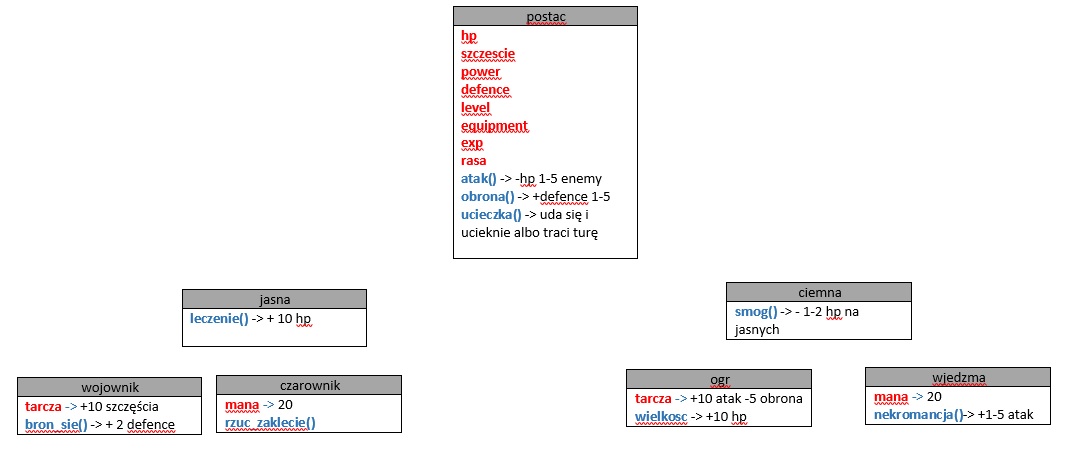 postac
hp
szczescie
power
defence
level
equipment
exp
rasa
atak() -> -hp 1-5 enemy
obrona() -> +defence 1-5
ucieczka() -> uda się i
ucieknie albo traci turę
jasna
leczenie() -> + 10 hp
ciemna
smog() -> - 1-2 hp na
jasnych
wojownik
tarcza -> +10 szczęścia
bron_sie() -> + 2 defence
czarownik
mana -> 20
rzuc_zaklecie()
ogr
tarcza -> +10 atak -5 obrona
wielkosc -> +10 hp
wjedzma
mana -> 20
nekromancja()-> +1-5 atak